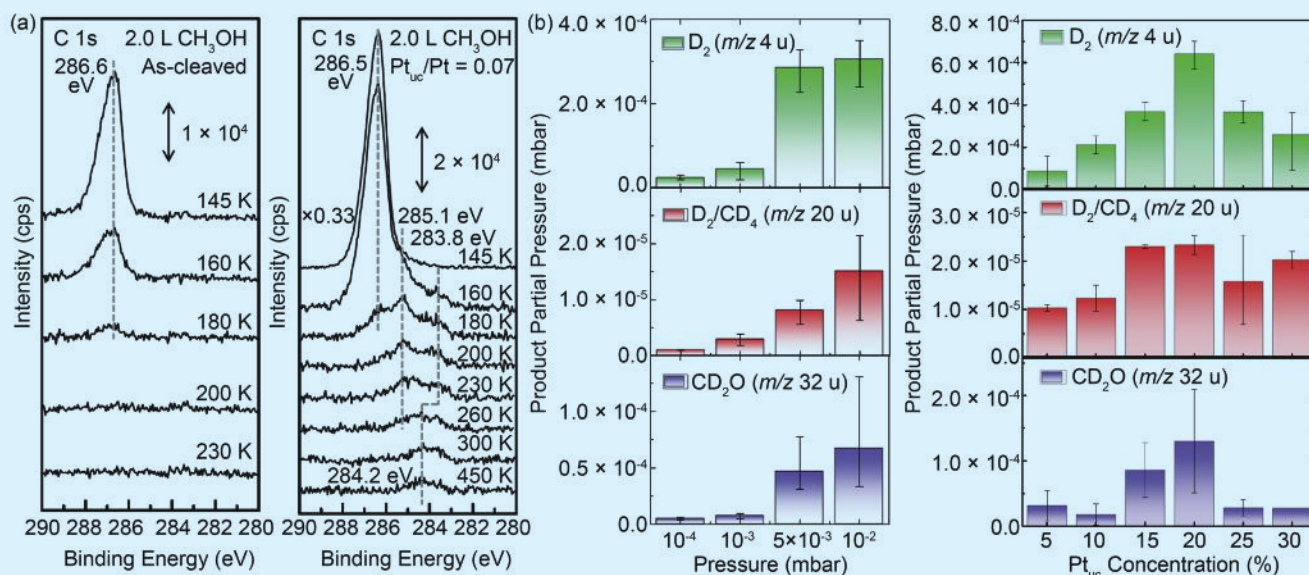 (a)
C 1s 2.0 L CH₃OH
286.6 As-cleaved
eV
1 × 10⁴
145 K
160 K
180 K
200 K
230 K
Intensity (cps)
290 288 286 284 282 280
Binding Energy (eV)
C 1s 2.0 L CH₃OH
286.5 Pt_uc/Pt = 0.07
eV
2 × 10⁴
×0.33
285.1 eV
283.8 eV
145 K
160 K
180 K
200 K
230 K
260 K
300 K
450 K
284.2 eV
Intensity (cps)
290 288 286 284 282 280
Binding Energy (eV)
(b)
Product Partial Pressure (mbar)
4.0 × 10⁻⁴
D₂ (m/z 4 u)
2.0 × 10⁻⁴
0.0
D₂/CD₄ (m/z 20 u)
2.0 × 10⁻⁵
1.0 × 10⁻⁵
0.0
CD₂O (m/z 32 u)
1.0 × 10⁻⁴
0.5 × 10⁻⁴
0.0
10⁻⁴ 10⁻³ 5×10⁻³ 10⁻²
Pressure (mbar)
Product Partial Pressure (mbar)
8.0 × 10⁻⁴
D₂ (m/z 4 u)
6.0 × 10⁻⁴
4.0 × 10⁻⁴
2.0 × 10⁻⁴
0.0
3.0 × 10⁻⁵
D₂/CD₄ (m/z 20 u)
2.0 × 10⁻⁵
1.0 × 10⁻⁵
0.0
2.0 × 10⁻⁴
CD₂O (m/z 32 u)
1.0 × 10⁻⁴
0.0
5 10 15 20 25 30
Pt_uc Concentration (%)